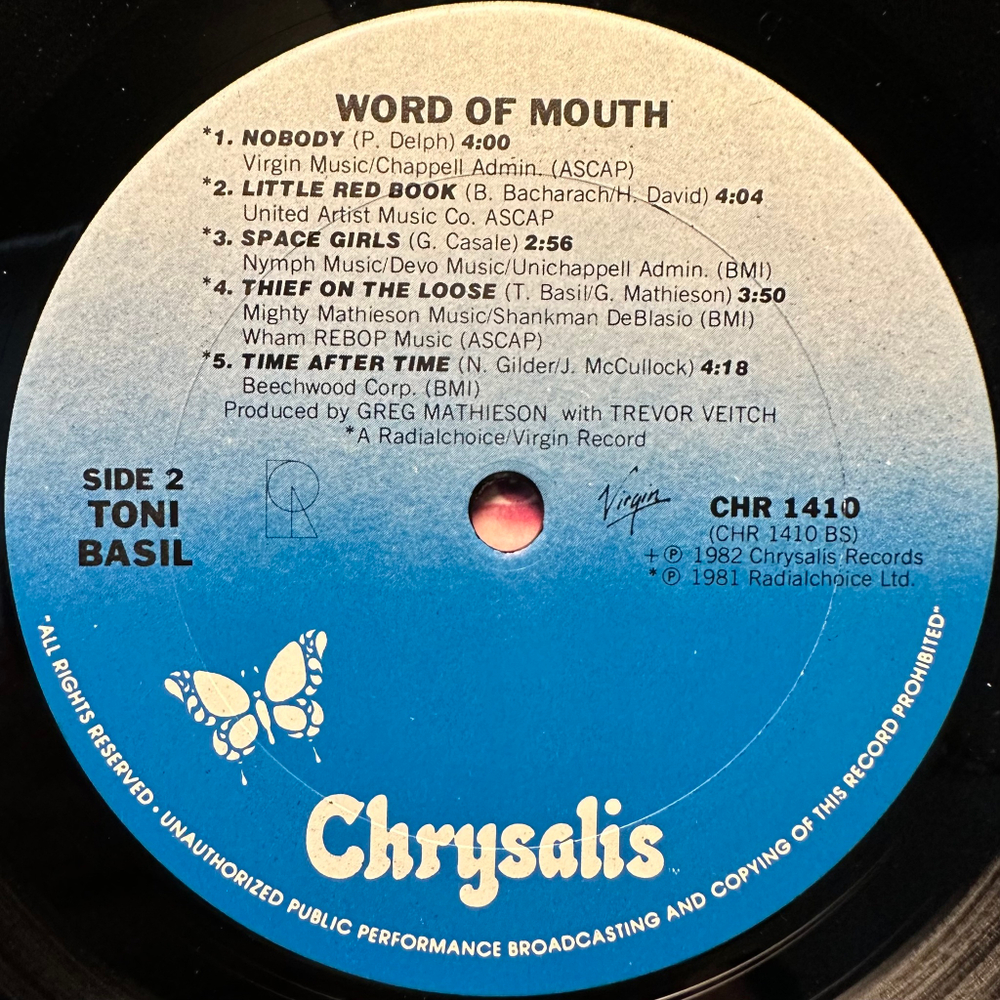 WORD OF MOUTH
*1. NOBODY (P. Delph) 4:00
Virgin Music/Chappell Admin. (ASCAP)
*2. LITTLE RED BOOK (B. Bacharach/H. David) 4:04
United Artist Music Co. ASCAP
*3. SPACE GIRLS (G. Casale) 2:56
Nymph Music/Devo Music/Unichappell Admin. (BMI)
*4. THIEF ON THE LOOSE (T. Basil/G. Mathieson) 3:50
Mighty Mathieson Music/Shankman DeBlasio (BMI)
Wham REBOP Music (ASCAP)
*5. TIME AFTER TIME (N. Gilder/J. McCullock) 4:18
Beechwood Corp. (BMI)
Produced by GREG MATHIESON with TREVOR VEITCH
*A Radialchoice/Virgin Record
SIDE 2
TONI
BASIL
R
Virgin
CHR 1410
(CHR 1410 BS)
+ ℗ 1982 Chrysalis Records
* ℗ 1981 Radialchoice Ltd.
Chrysalis
"ALL RIGHTS RESERVED • UNAUTHORIZED PUBLIC PERFORMANCE BROADCASTING AND COPYING OF THIS RECORD PROHIBITED"